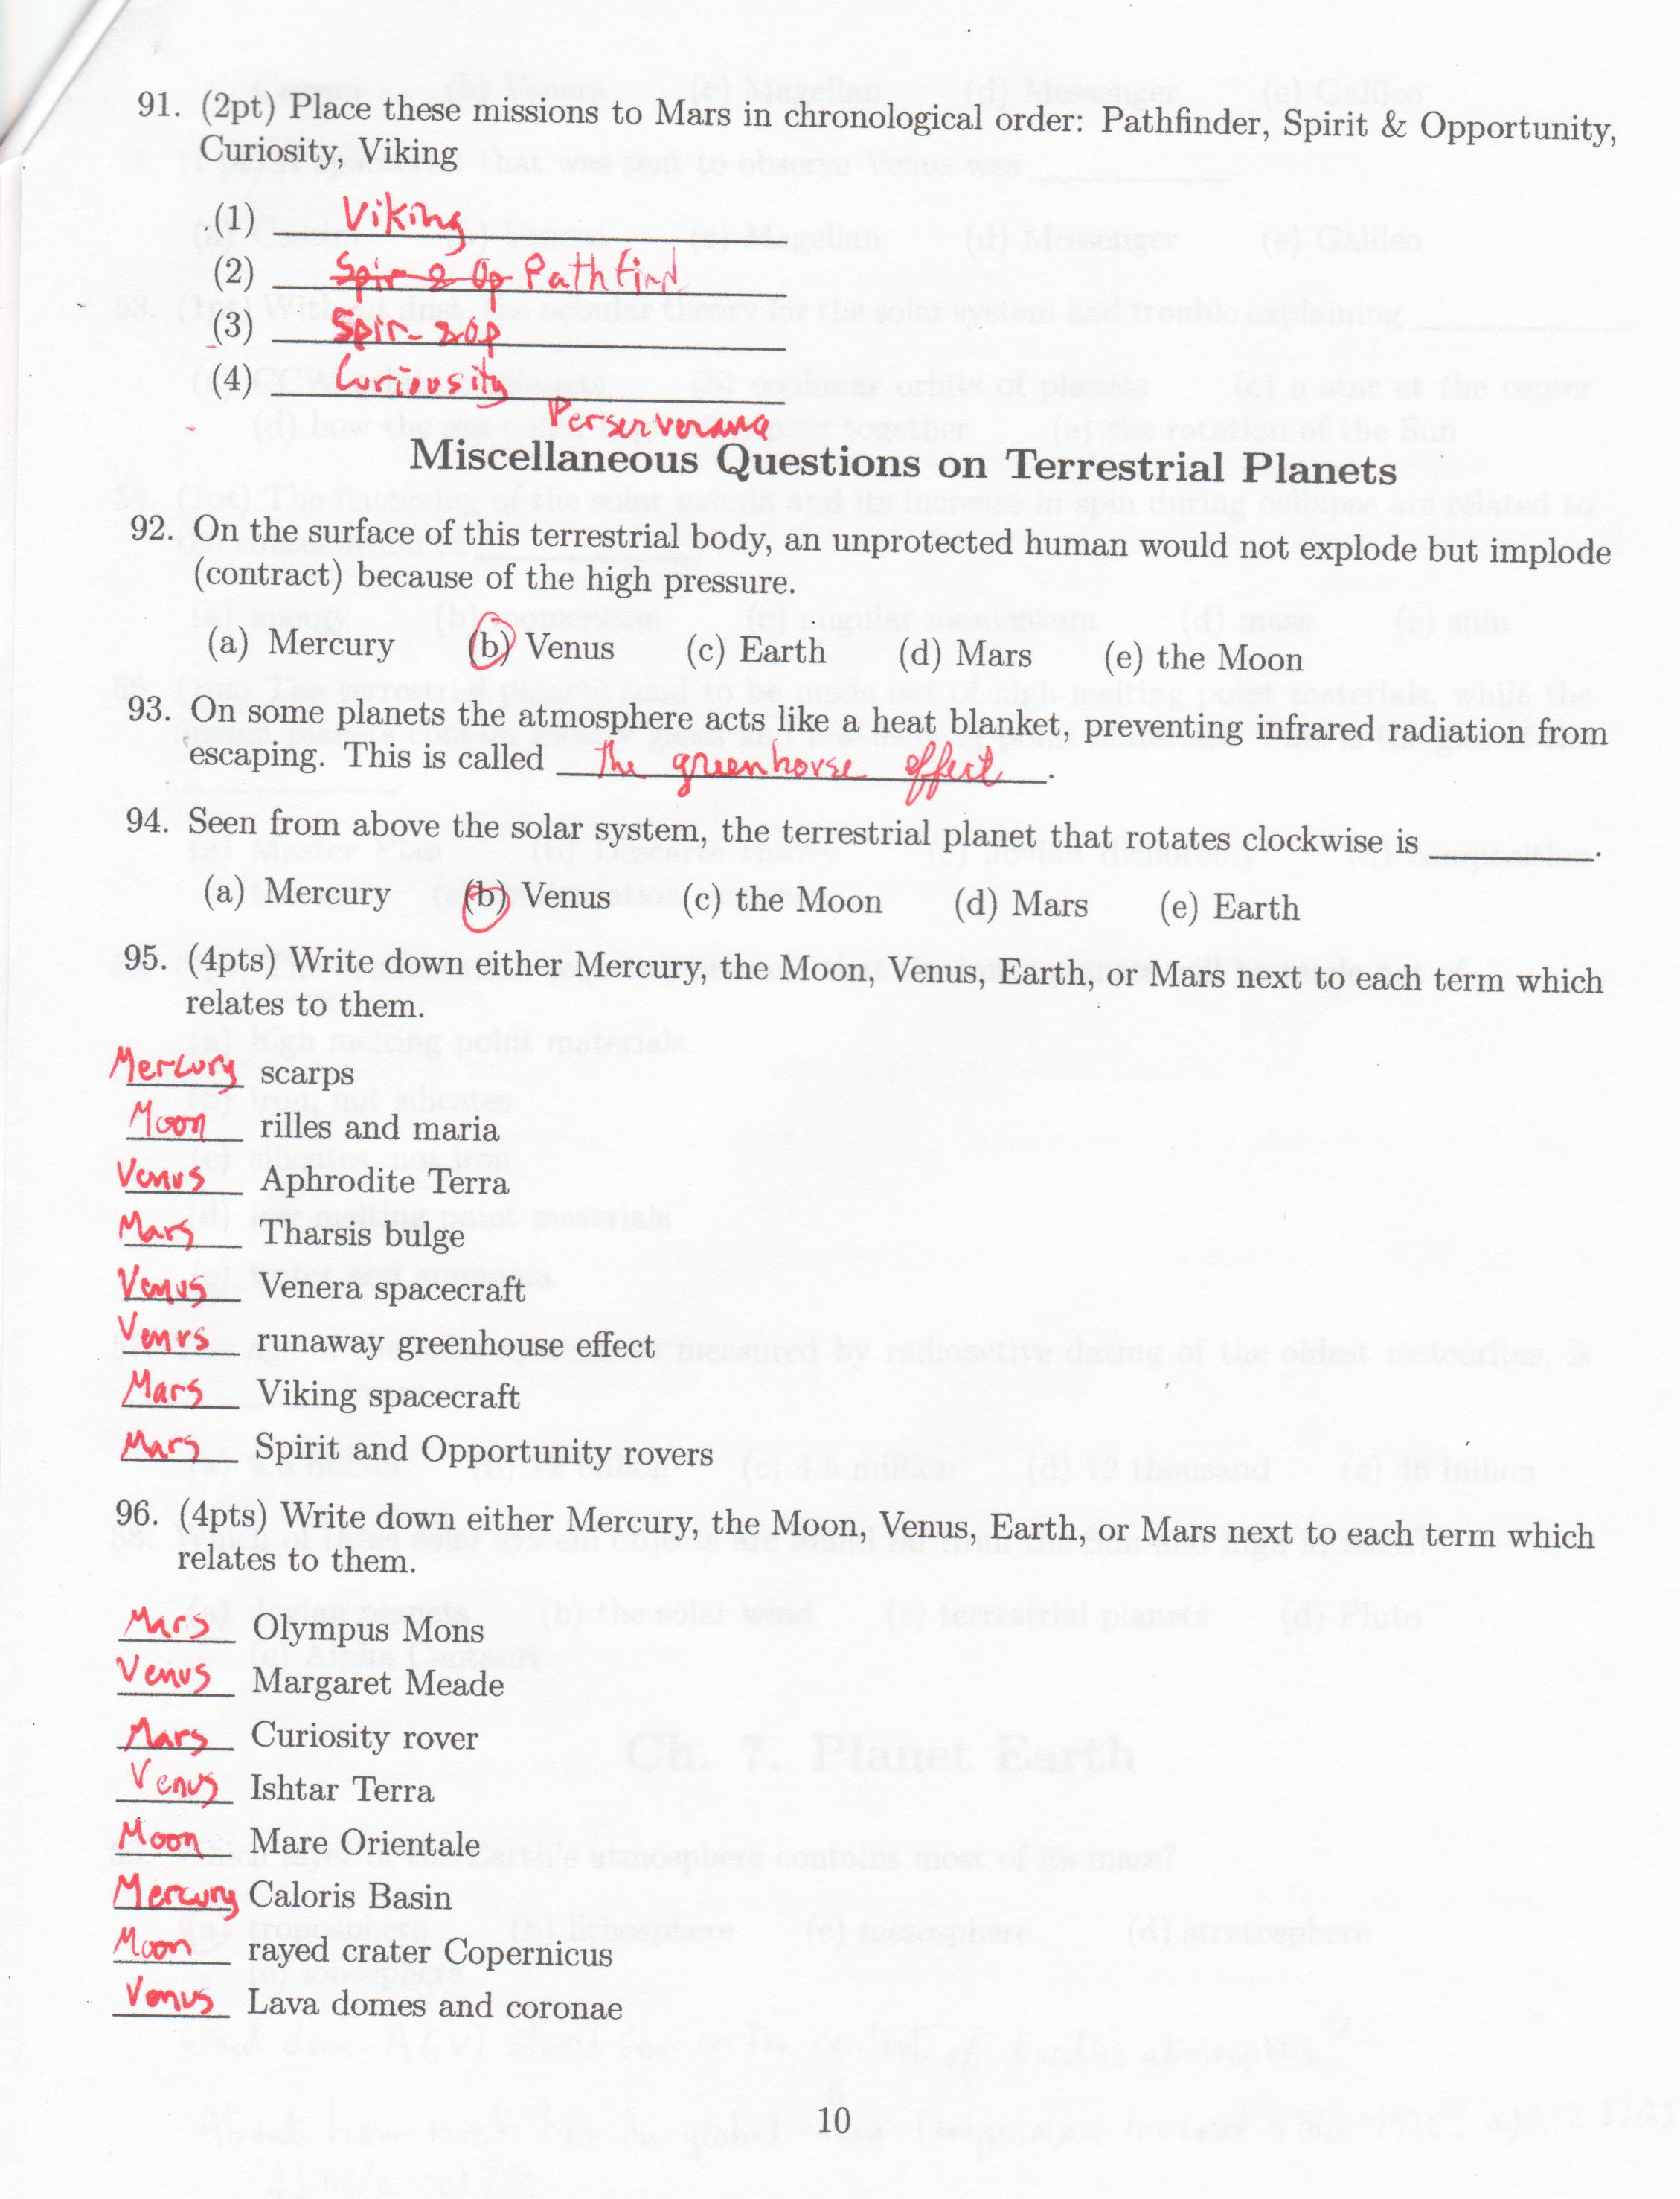 91. (2pt) Place these missions to Mars in chronological order: Pathfinder, Spirit & Opportunity,
Curiosity, Viking
(1) Viking
(2) Spir & Op Pathfind
(3) Spir & Op
(4) Curiousity
Perserverance
Miscellaneous Questions on Terrestrial Planets
92. On the surface of this terrestrial body, an unprotected human would not explode but implode
(contract) because of the high pressure.
(a) Mercury (b) Venus (c) Earth (d) Mars (e) the Moon
93. On some planets the atmosphere acts like a heat blanket, preventing infrared radiation from
escaping. This is called the greenhouse effect.
94. Seen from above the solar system, the terrestrial planet that rotates clockwise is ________.
(a) Mercury (b) Venus (c) the Moon (d) Mars (e) Earth
95. (4pts) Write down either Mercury, the Moon, Venus, Earth, or Mars next to each term which
relates to them.
Mercury scarps
Moon rilles and maria
Venus Aphrodite Terra
Mars Tharsis bulge
Venus Venera spacecraft
Venus runaway greenhouse effect
Mars Viking spacecraft
Mars Spirit and Opportunity rovers
96. (4pts) Write down either Mercury, the Moon, Venus, Earth, or Mars next to each term which
relates to them.
Mars Olympus Mons
Venus Margaret Meade
Mars Curiosity rover
Venus Ishtar Terra
Moon Mare Orientale
Mercury Caloris Basin
Moon rayed crater Copernicus
Venus Lava domes and coronae
10